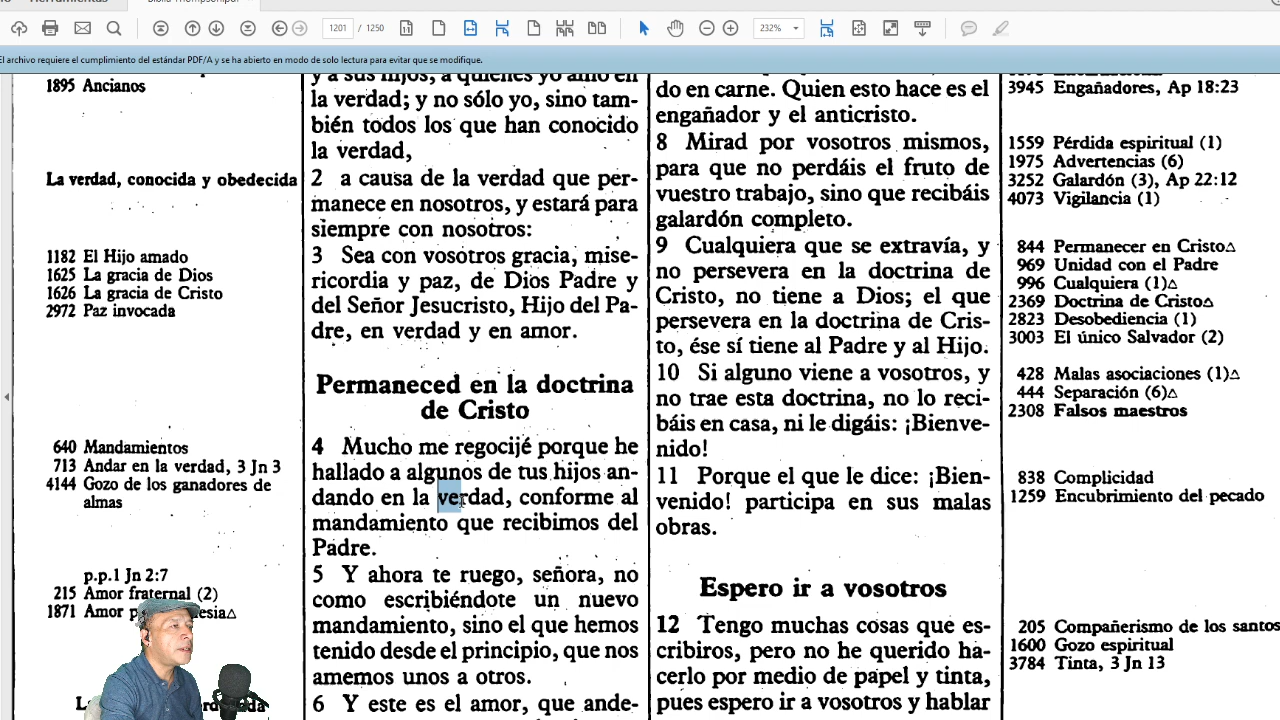 Herramientas
1201 / 1250
232%
El archivo requiere el cumplimiento del estándar PDF/A y se ha abierto en modo de solo lectura para evitar que se modifique.
1895 Ancianos
La verdad, conocida y obedecida
1182 El Hijo amado
1625 La gracia de Dios
1626 La gracia de Cristo
2972 Paz invocada
640 Mandamientos
713 Andar en la verdad, 3 Jn 3
4144 Gozo de los ganadores de
almas
p.p.1 Jn 2:7
215 Amor fraternal (2)
1871 Amor
y a sus hijos, a quienes yo amo en
la verdad; y no sólo yo, sino tam-
bién todos los que han conocido
la verdad,
2 a causa de la verdad que per-
manece en nosotros, y estará para
siempre con nosotros:
3 Sea con vosotros gracia, mise-
ricordia y paz, de Dios Padre y
del Señor Jesucristo, Hijo del Pa-
dre, en verdad y en amor.
Permaneced en la doctrina
de Cristo
4 Mucho me regocijé porque he
hallado a algunos de tus hijos an-
dando en la verdad, conforme al
mandamiento que recibimos del
Padre.
5 Y ahora te ruego, señora, no
como escribiéndote un nuevo
mandamiento, sino el que hemos
tenido desde el principio, que nos
amemos unos a otros.
6 Y este es el amor, que ande-
do en carne. Quien esto hace es el
engañador y el anticristo.
8 Mirad por vosotros mismos,
para que no perdáis el fruto de
vuestro trabajo, sino que recibáis
galardón completo.
9 Cualquiera que se extravía, y
no persevera en la doctrina de
Cristo, no tiene a Dios; el que
persevera en la doctrina de Cris-
to, ése sí tiene al Padre y al Hijo.
10 Si alguno viene a vosotros, y
no trae esta doctrina, no lo reci-
báis en casa, ni le digáis: ¡Bienve-
nido!
11 Porque el que le dice: ¡Bien-
venido! participa en sus malas
obras.
Espero ir a vosotros
12 Tengo muchas cosas que es-
cribiros, pero no he querido ha-
cerlo por medio de papel y tinta,
pues espero ir a vosotros y hablar
3945 Engañadores, Ap 18:23
1559 Pérdida espiritual (1)
1975 Advertencias (6)
3252 Galardón (3), Ap 22:12
4073 Vigilancia (1)
844 Permanecer en Cristo△
969 Unidad con el Padre
996 Cualquiera (1)△
2369 Doctrina de Cristo△
2823 Desobediencia (1)
3003 El único Salvador (2)
428 Malas asociaciones (1)△
444 Separación (6)△
2308 Falsos maestros
838 Complicidad
1259 Encubrimiento del pecado
205 Compañerismo de los santos
1600 Gozo espiritual
3784 Tinta, 3 Jn 13